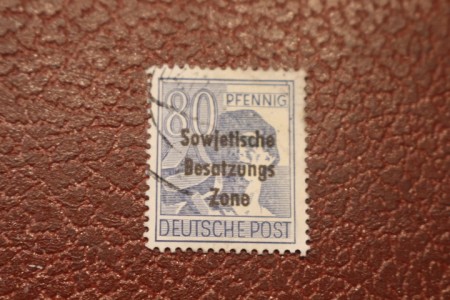 80 PFENNIG
Sowjetische
Besatzungs
Zone
DEUTSCHE POST